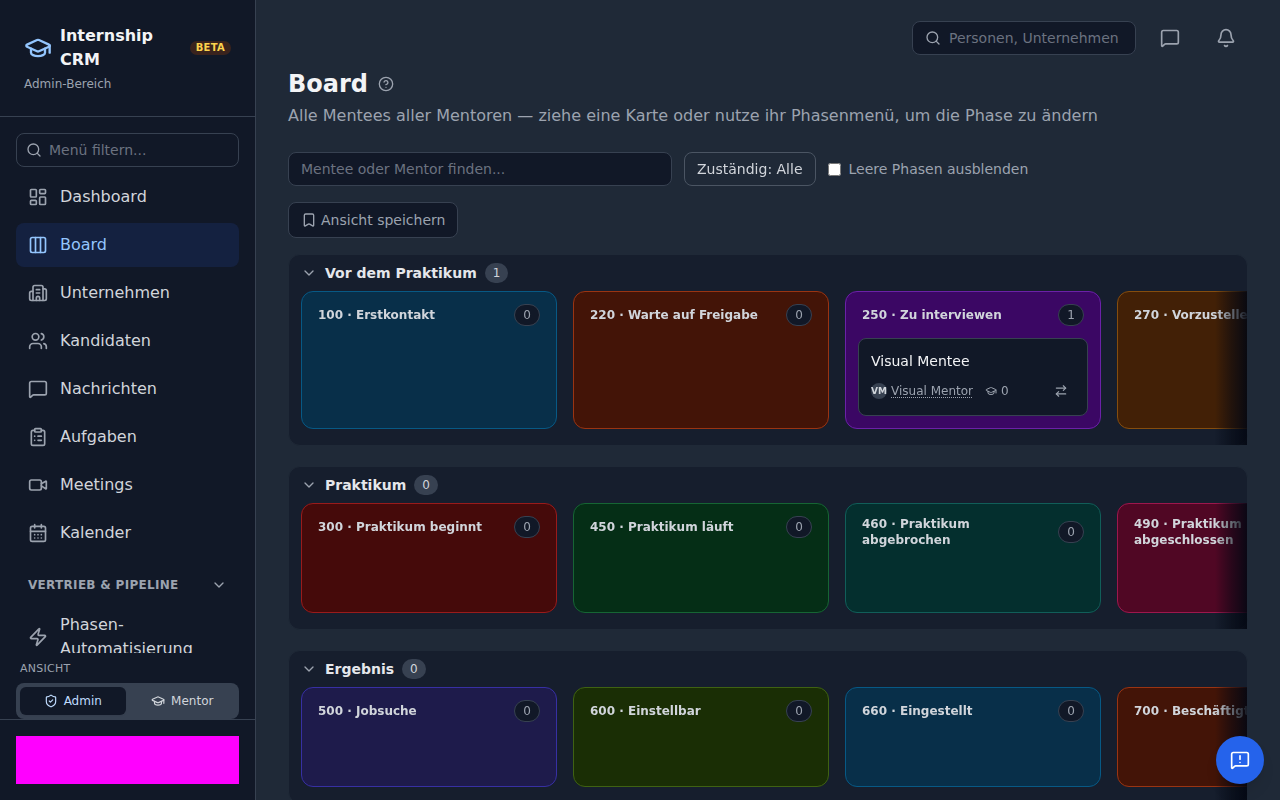 Internship
CRM
BETA
Admin-Bereich
Menü filtern...
Dashboard
Board
Unternehmen
Kandidaten
Nachrichten
Aufgaben
Meetings
Kalender
VERTRIEB & PIPELINE
Phasen-
Automatisierung
ANSICHT
Admin
Mentor
Personen, Unternehmen
Board
Alle Mentees aller Mentoren — ziehe eine Karte oder nutze ihr Phasenmenü, um die Phase zu ändern
Mentee oder Mentor finden...
Zuständig: Alle
Leere Phasen ausblenden
Ansicht speichern
Vor dem Praktikum 1
100 · Erstkontakt 0
220 · Warte auf Freigabe 0
250 · Zu interviewen 1
Visual Mentee
VM Visual Mentor 0
270 · Vorzustelle
Praktikum 0
300 · Praktikum beginnt 0
450 · Praktikum läuft 0
460 · Praktikum
abgebrochen 0
490 · Praktikum
abgeschlossen
Ergebnis 0
500 · Jobsuche 0
600 · Einstellbar 0
660 · Eingestellt 0
700 · Beschäftigt